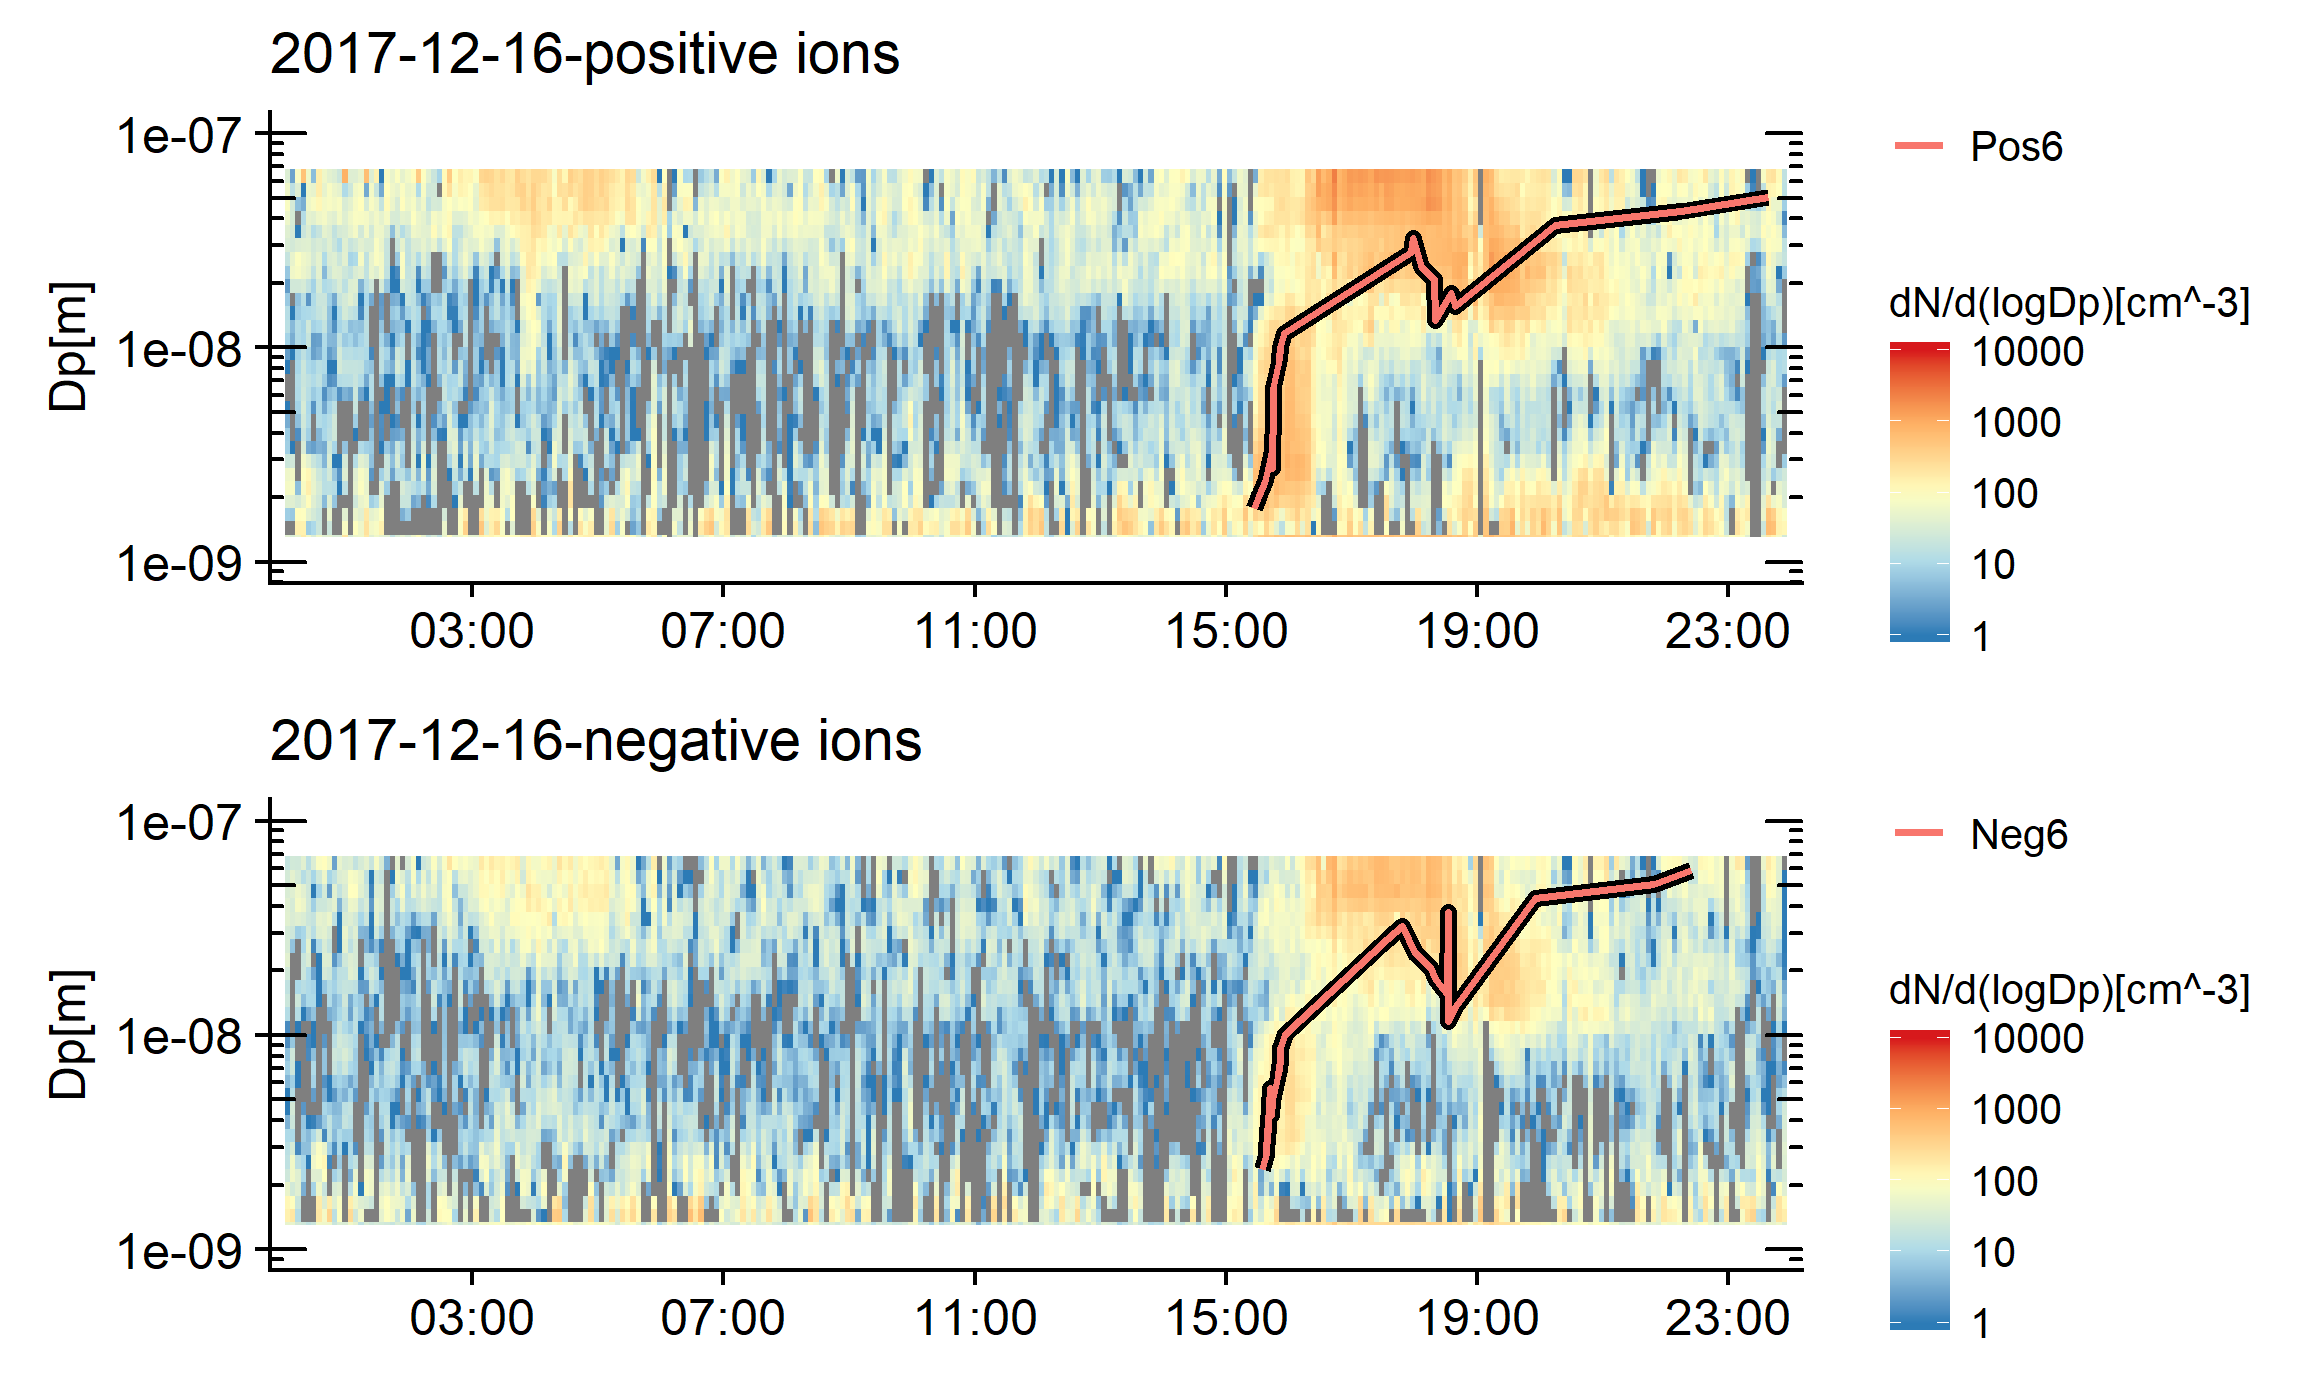 2017-12-16-positive ions
Dp[m]
1e-07
1e-08
1e-09
03:00 07:00 11:00 15:00 19:00 23:00
Pos6
dN/d(logDp)[cm^-3]
10000
1000
100
10
1
2017-12-16-negative ions
Dp[m]
1e-07
1e-08
1e-09
03:00 07:00 11:00 15:00 19:00 23:00
Neg6
dN/d(logDp)[cm^-3]
10000
1000
100
10
1